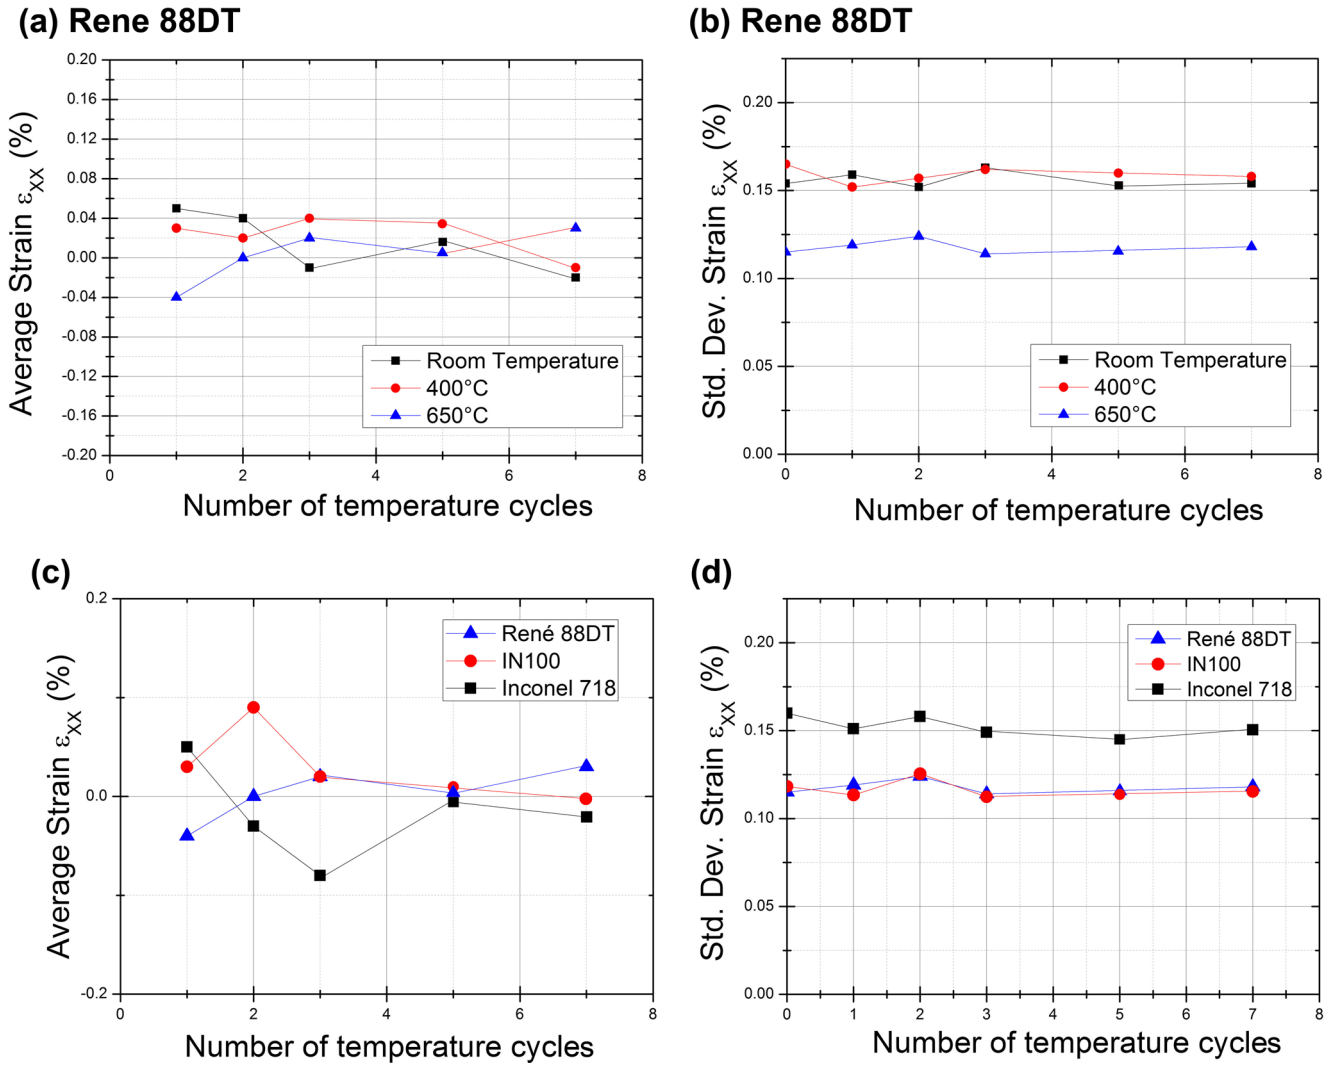 (a) Rene 88DT
Average Strain εxx (%)
0.20
0.16
0.12
0.08
0.04
0.00
-0.04
-0.08
-0.12
-0.16
-0.20
0 2 4 6 8
Number of temperature cycles
Room Temperature
400°C
650°C
(b) Rene 88DT
Std. Dev. Strain εxx (%)
0.20
0.15
0.10
0.05
0.00
0 1 2 3 4 5 6 7 8
Number of temperature cycles
Room Temperature
400°C
650°C
(c)
Average Strain εxx (%)
0.2
0.0
-0.2
0 2 4 6 8
Number of temperature cycles
René 88DT
IN100
Inconel 718
(d)
Std. Dev. Strain εxx (%)
0.20
0.15
0.10
0.05
0.00
0 1 2 3 4 5 6 7 8
Number of temperature cycles
René 88DT
IN100
Inconel 718